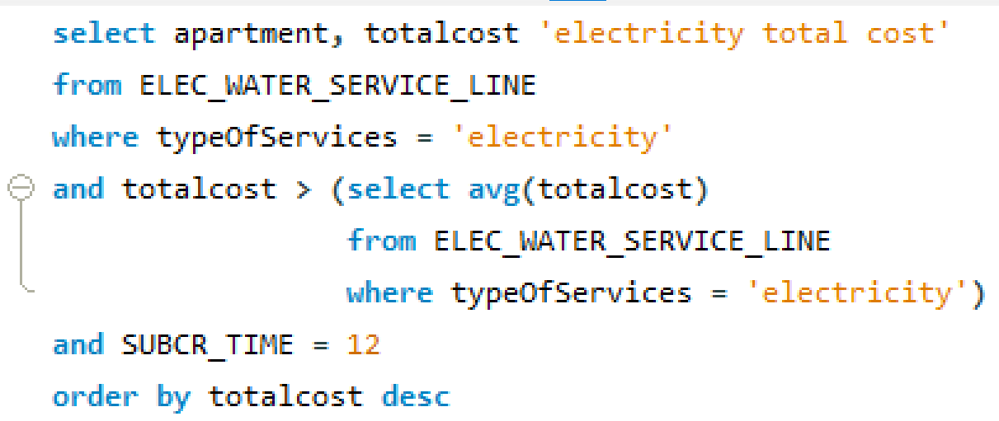 select apartment, totalcost 'electricity total cost'
from ELEC_WATER_SERVICE_LINE
where typeOfServices = 'electricity'
and totalcost > (select avg(totalcost)
from ELEC_WATER_SERVICE_LINE
where typeOfServices = 'electricity')
and SUBCR_TIME = 12
order by totalcost desc